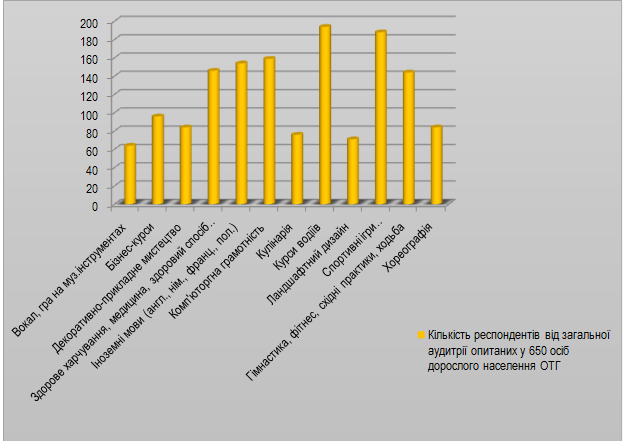 200
180
160
140
120
100
80
60
40
20
0
Вокал, гра на муз.інструментах
Бізнес-курси
Декоративно-прикладне мистецтво
Здорове харчування, медицина, здоровий спосіб..
Іноземні мови (англ., нім., франц., пол.)
Комп'юторгна грамотність
Кулінарія
Курси водіїв
Ландшафтний дизайн
Спортивні ігри..
Гімнастика, фітнес, східні практики, ходьба
Хореографія
Кількість респондентів від загальної
аудитрії опитаних у 650 осіб
дорослого населення ОТГ